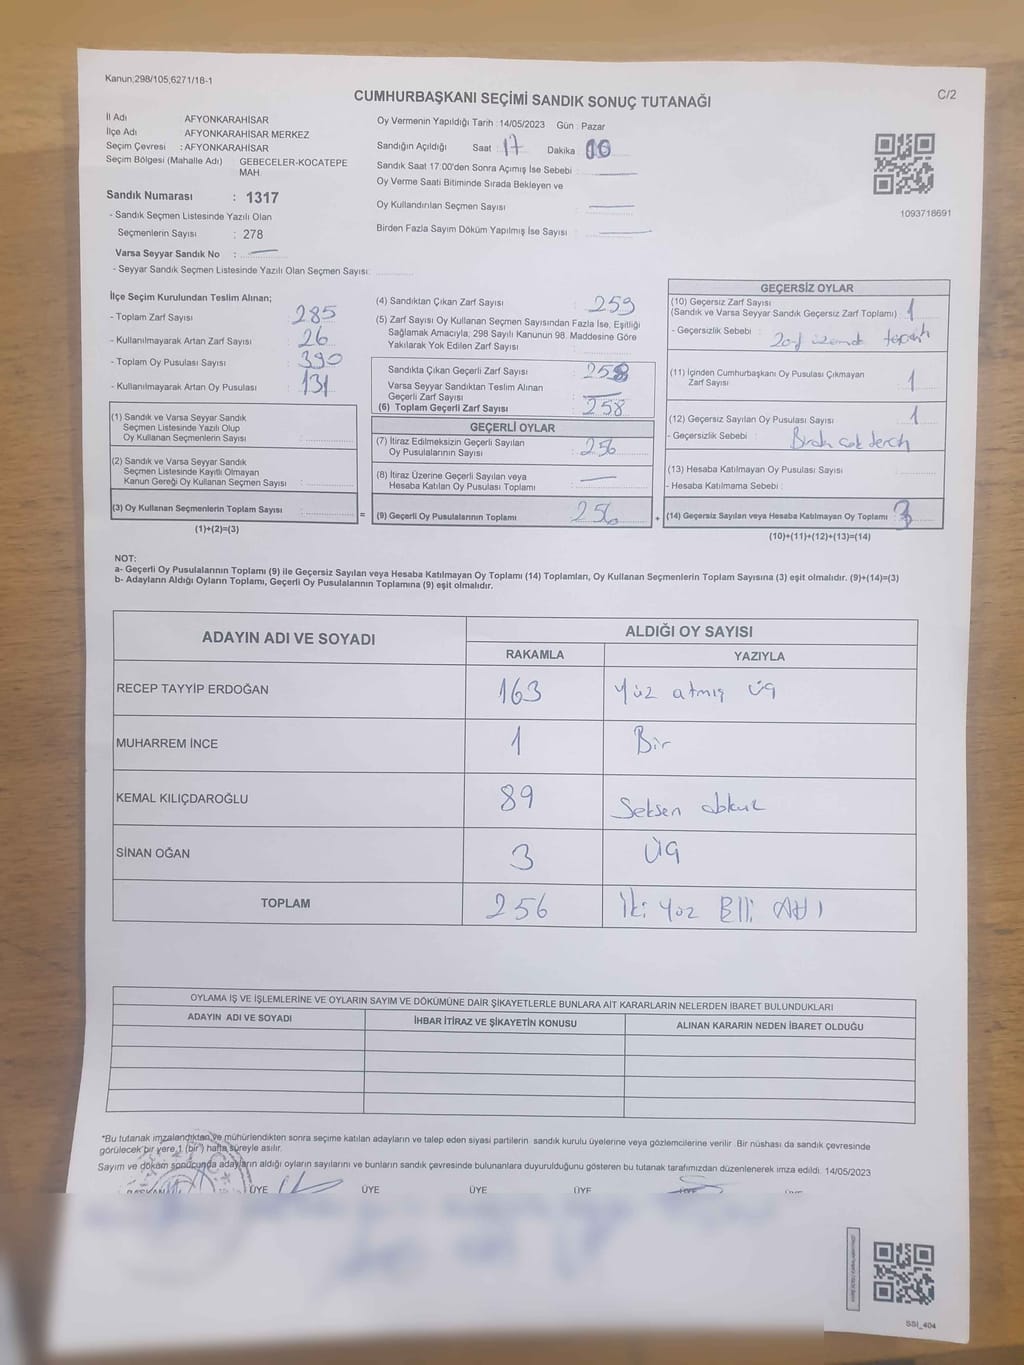 Kanun;298/105,6271/18-1
C/2
CUMHURBAŞKANI SEÇİMİ SANDIK SONUÇ TUTANAĞI
İl Adı AFYONKARAHİSAR
İlçe Adı AFYONKARAHİSAR MERKEZ
Seçim Çevresi : AFYONKARAHİSAR
Seçim Bölgesi (Mahalle Adı) : GEBECELER-KOCATEPE
MAH.
Sandık Numarası : 1317
- Sandık Seçmen Listesinde Yazılı Olan
Seçmenlerin Sayısı : 278
Varsa Seyyar Sandık No :
- Seyyar Sandık Seçmen Listesinde Yazılı Olan Seçmen Sayısı:
Oy Vermenin Yapıldığı Tarih : 14/05/2023 Gün : Pazar
Sandığın Açıldığı Saat : 17 Dakika
Sandık Saat 17:00'den Sonra Açımış İse Sebebi :
Oy Verme Saati Bitiminde Sırada Bekleyen ve
Oy Kullandırılan Seçmen Sayısı
Birden Fazla Sayım Döküm Yapılmış İse Sayısı :
1093718691
İlçe Seçim Kurulundan Teslim Alınan;
- Toplam Zarf Sayısı : 285
- Kullanılmayarak Artan Zarf Sayısı : 26
- Toplam Oy Pusulası Sayısı : 390
- Kullanılmayarak Artan Oy Pusulası : 131
(1) Sandık ve Varsa Seyyar Sandık
Seçmen Listesinde Yazılı Olup
Oy Kullanan Seçmenlerin Sayısı :
(2) Sandık ve Varsa Seyyar Sandık
Seçmen Listesinde Kayıtlı Olmayan
Kanun Gereği Oy Kullanan Seçmen Sayısı :
(3) Oy Kullanan Seçmenlerin Toplam Sayısı : =
(1)+(2)=(3)
(4) Sandıktan Çıkan Zarf Sayısı : 259
(5) Zarf Sayısı Oy Kullanan Seçmen Sayısından Fazla İse, Eşitliği
Sağlamak Amacıyla, 298 Sayılı Kanunun 98. Maddesine Göre
Yakılarak Yok Edilen Zarf Sayısı :
Sandıkta Çıkan Geçerli Zarf Sayısı : 258
Varsa Seyyar Sandıktan Teslim Alınan
Geçerli Zarf Sayısı :
(6) Toplam Geçerli Zarf Sayısı : 258
GEÇERLİ OYLAR
(7) İtiraz Edilmeksizin Geçerli Sayılan
Oy Pusulalarının Sayısı : 256
(8) İtiraz Üzerine Geçerli Sayılan veya
Hesaba Katılan Oy Pusulası Toplamı :
(9) Geçerli Oy Pusulalarının Toplamı : 256 +
GEÇERSİZ OYLAR
(10) Geçersiz Zarf Sayısı
(Sandık ve Varsa Seyyar Sandık Geçersiz Zarf Toplamı) : 1
- Geçersizlik Sebebi :
(11) İçinden Cumhurbaşkanı Oy Pusulası Çıkmayan
Zarf Sayısı : 1
(12) Geçersiz Sayılan Oy Pusulası Sayısı : 1
- Geçersizlik Sebebi :
(13) Hesaba Katılmayan Oy Pusulası Sayısı
- Hesaba Katılmama Sebebi :
(14) Geçersiz Sayılan veya Hesaba Katılmayan Oy Toplamı : 3
(10)+(11)+(12)+(13)=(14)
NOT:
a- Geçerli Oy Pusulalarının Toplamı (9) ile Geçersiz Sayılan veya Hesaba Katılmayan Oy Toplamı (14) Toplamları, Oy Kullanan Seçmenlerin Toplam Sayısına (3) eşit olmalıdır. (9)+(14)=(3)
b- Adayların Aldığı Oyların Toplamı, Geçerli Oy Pusulalarının Toplamına (9) eşit olmalıdır.
ADAYIN ADI VE SOYADI ALDIĞI OY SAYISI
RAKAMLA YAZIYLA
RECEP TAYYİP ERDOĞAN 163 Yüz atmış üç
MUHARREM İNCE 1 Bir
KEMAL KILIÇDAROĞLU 89 Seksen
SİNAN OĞAN 3 Üç
TOPLAM 256 İki Yüz Elli Altı
OYLAMA İŞ VE İŞLEMLERİNE VE OYLARIN SAYIM VE DÖKÜMÜNE DAİR ŞİKAYETLERLE BUNLARA AİT KARARLARIN NELERDEN İBARET BULUNDUKLARI
ADAYIN ADI VE SOYADI İHBAR İTİRAZ VE ŞİKAYETİN KONUSU ALINAN KARARIN NEDEN İBARET OLDUĞU
*Bu tutanak imzalandıktan ve mühürlendikten sonra seçime katılan adayların ve talep eden siyasi partilerin sandık kurulu üyelerine veya gözlemcilerine verilir. Bir nüshası da sandık çevresinde
görülecek bir yere 1 (bir) hafta süreyle asılır.
Sayım ve döküm sonucunda adayların aldığı oyların sayılarını ve bunların sandık çevresinde bulunanlara duyurulduğunu gösteren bu tutanak tarafımızdan düzenlenerek imza edildi. 14/05/2023
BAŞKAN ÜYE ÜYE ÜYE ÜYE ÜYE
SSI_404